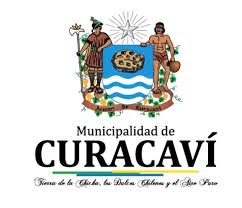 Municipalidad de
CURACAVÍ
Tierra de la Chicha, los Dulces Chilenos y el Aire Puro